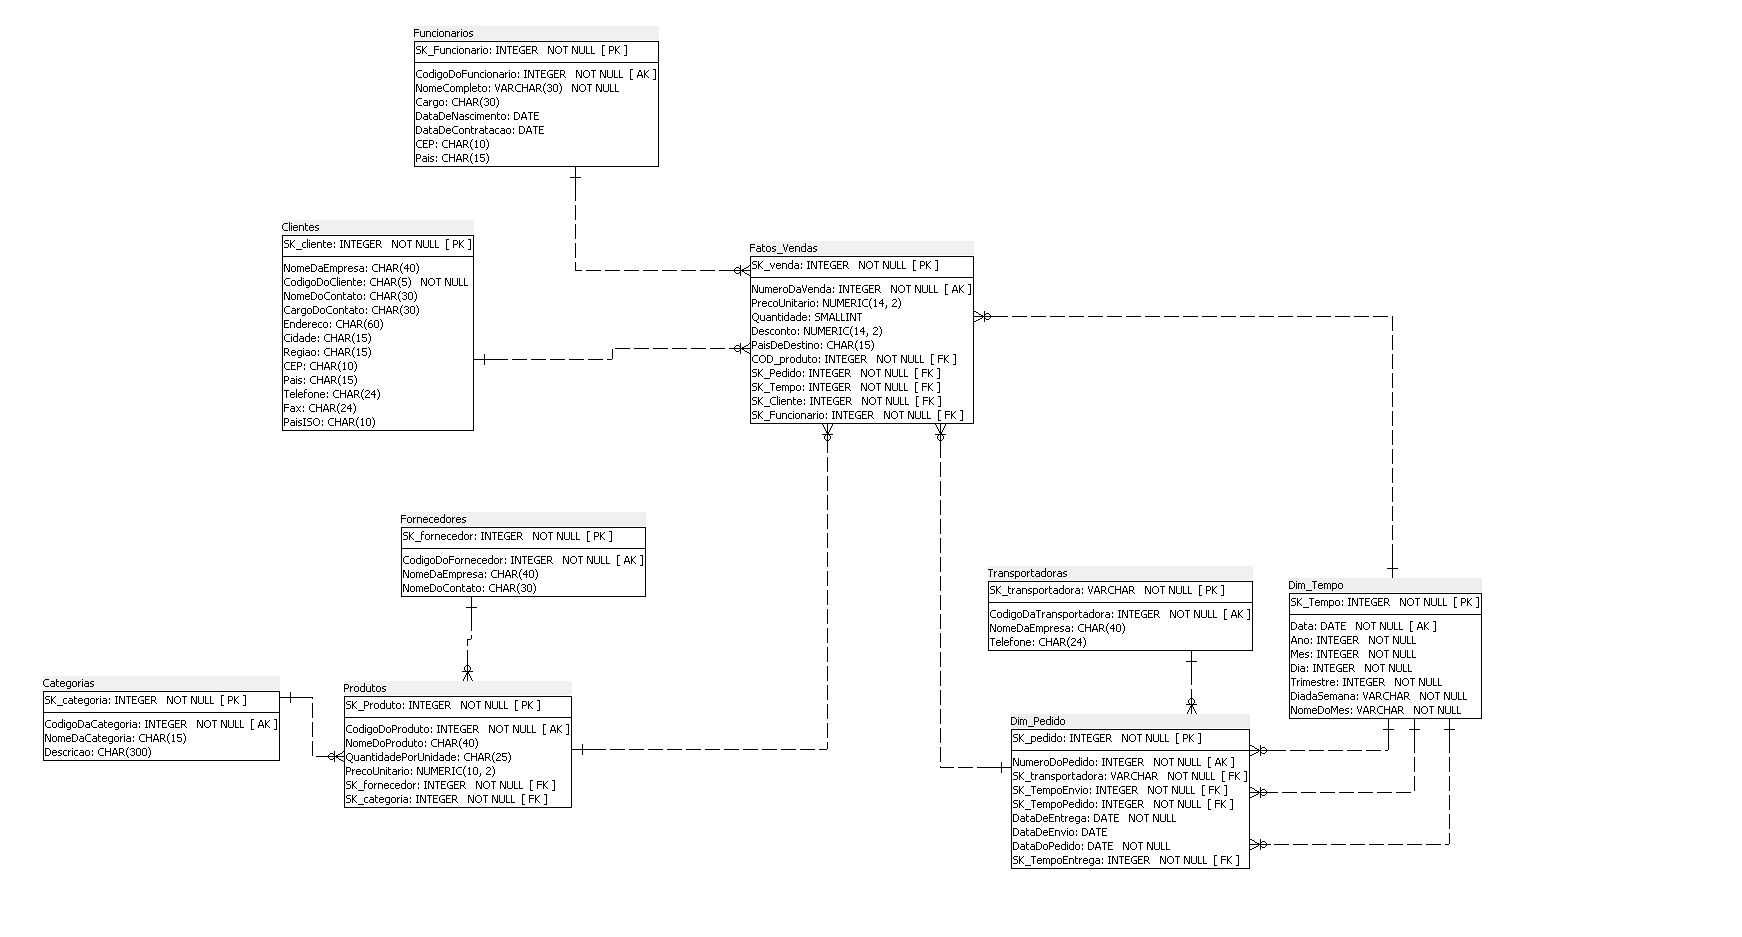 Funcionarios
SK_Funcionario: INTEGER NOT NULL [ PK ]
CodigoDoFuncionario: INTEGER NOT NULL [ AK ]
NomeCompleto: VARCHAR(30) NOT NULL
Cargo: CHAR(30)
DataDeNascimento: DATE
DataDeContratacao: DATE
CEP: CHAR(10)
Pais: CHAR(15)
Clientes
SK_cliente: INTEGER NOT NULL [ PK ]
NomeDaEmpresa: CHAR(40)
CodigoDoCliente: CHAR(5) NOT NULL
NomeDoContato: CHAR(30)
CargoDoContato: CHAR(30)
Endereco: CHAR(60)
Cidade: CHAR(15)
Regiao: CHAR(15)
CEP: CHAR(10)
Pais: CHAR(15)
Telefone: CHAR(24)
Fax: CHAR(24)
PaisISO: CHAR(10)
Fatos_Vendas
SK_venda: INTEGER NOT NULL [ PK ]
NumeroDaVenda: INTEGER NOT NULL [ AK ]
PrecoUnitario: NUMERIC(14, 2)
Quantidade: SMALLINT
Desconto: NUMERIC(14, 2)
PaisDeDestino: CHAR(15)
COD_produto: INTEGER NOT NULL [ FK ]
SK_Pedido: INTEGER NOT NULL [ FK ]
SK_Tempo: INTEGER NOT NULL [ FK ]
SK_Cliente: INTEGER NOT NULL [ FK ]
SK_Funcionario: INTEGER NOT NULL [ FK ]
Fornecedores
SK_fornecedor: INTEGER NOT NULL [ PK ]
CodigoDoFornecedor: INTEGER NOT NULL [ AK ]
NomeDaEmpresa: CHAR(40)
NomeDoContato: CHAR(30)
Transportadoras
SK_transportadora: VARCHAR NOT NULL [ PK ]
CodigoDaTransportadora: INTEGER NOT NULL [ AK ]
NomeDaEmpresa: CHAR(40)
Telefone: CHAR(24)
Dim_Tempo
SK_Tempo: INTEGER NOT NULL [ PK ]
Data: DATE NOT NULL [ AK ]
Ano: INTEGER NOT NULL
Mes: INTEGER NOT NULL
Dia: INTEGER NOT NULL
Trimestre: INTEGER NOT NULL
DiadaSemana: VARCHAR NOT NULL
NomeDoMes: VARCHAR NOT NULL
Categorias
SK_categoria: INTEGER NOT NULL [ PK ]
CodigoDaCategoria: INTEGER NOT NULL [ AK ]
NomeDaCategoria: CHAR(15)
Descricao: CHAR(300)
Produtos
SK_Produto: INTEGER NOT NULL [ PK ]
CodigoDoProduto: INTEGER NOT NULL [ AK ]
NomeDoProduto: CHAR(40)
QuantidadePorUnidade: CHAR(25)
PrecoUnitario: NUMERIC(10, 2)
SK_fornecedor: INTEGER NOT NULL [ FK ]
SK_categoria: INTEGER NOT NULL [ FK ]
Dim_Pedido
SK_pedido: INTEGER NOT NULL [ PK ]
NumeroDoPedido: INTEGER NOT NULL [ AK ]
SK_transportadora: VARCHAR NOT NULL [ FK ]
SK_TempoEnvio: INTEGER NOT NULL [ FK ]
SK_TempoPedido: INTEGER NOT NULL [ FK ]
DataDeEntrega: DATE NOT NULL
DataDeEnvio: DATE
DataDoPedido: DATE NOT NULL
SK_TempoEntrega: INTEGER NOT NULL [ FK ]